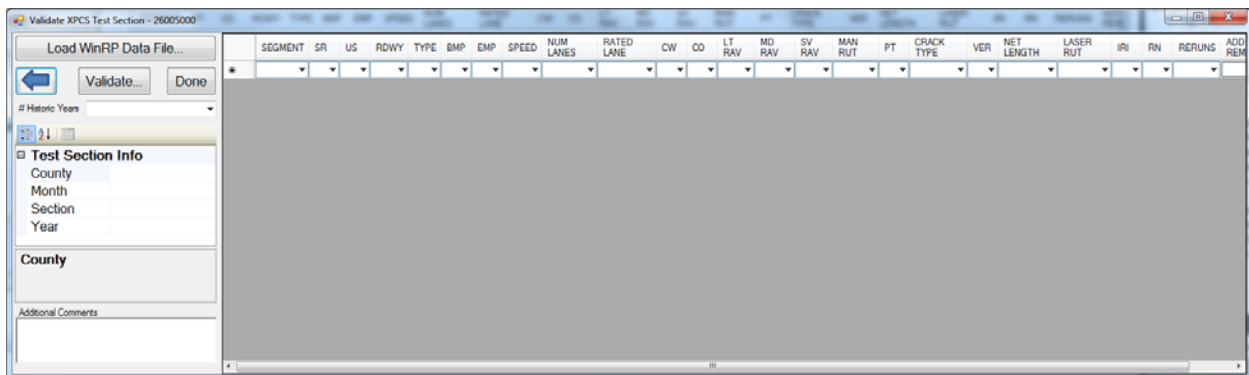 Validate XPCS Test Section - 26005000
Load WinRP Data File...
Validate... Done
# Historic Years
Test Section Info
County
Month
Section
Year
County
Additional Comments
SEGMENT SR US RDWY TYPE BMP EMP SPEED NUM LANES RATED LANE CW CO LT RAV MD RAV SV RAV MAN RUT PT CRACK TYPE VER NET LENGTH LASER RUT IRI RN RERUNS ADD REM